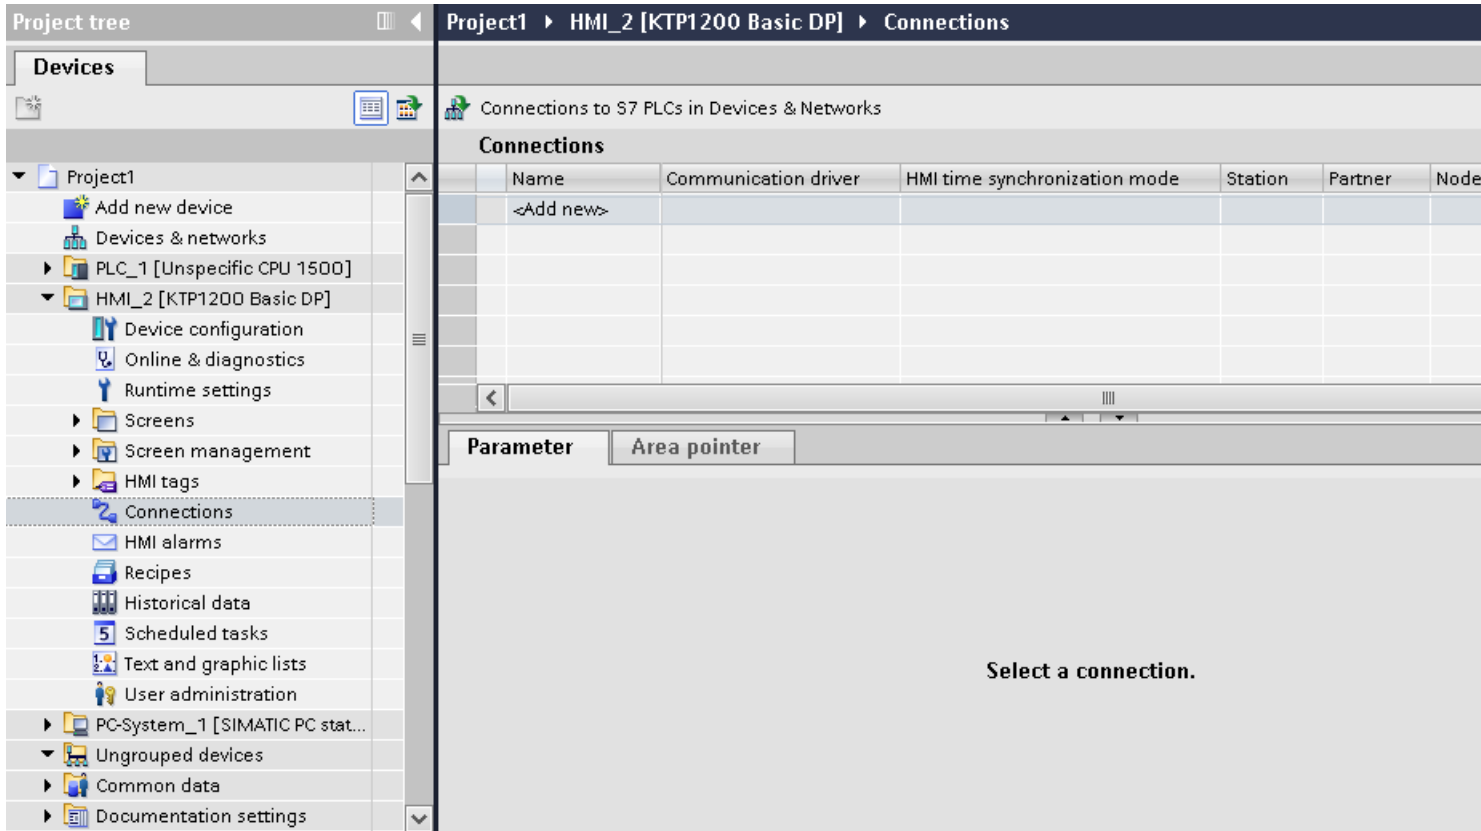 Project tree
Devices
Project1
Add new device
Devices & networks
PLC_1 [Unspecific CPU 1500]
HMI_2 [KTP1200 Basic DP]
Device configuration
Online & diagnostics
Runtime settings
Screens
Screen management
HMI tags
Connections
HMI alarms
Recipes
Historical data
Scheduled tasks
Text and graphic lists
User administration
PC-System_1 [SIMATIC PC stat...
Ungrouped devices
Common data
Documentation settings
Project1 HMI_2 [KTP1200 Basic DP] Connections
Connections to S7 PLCs in Devices & Networks
Connections
Name Communication driver HMI time synchronization mode Station Partner Node
<Add new>
Parameter Area pointer
Select a connection.